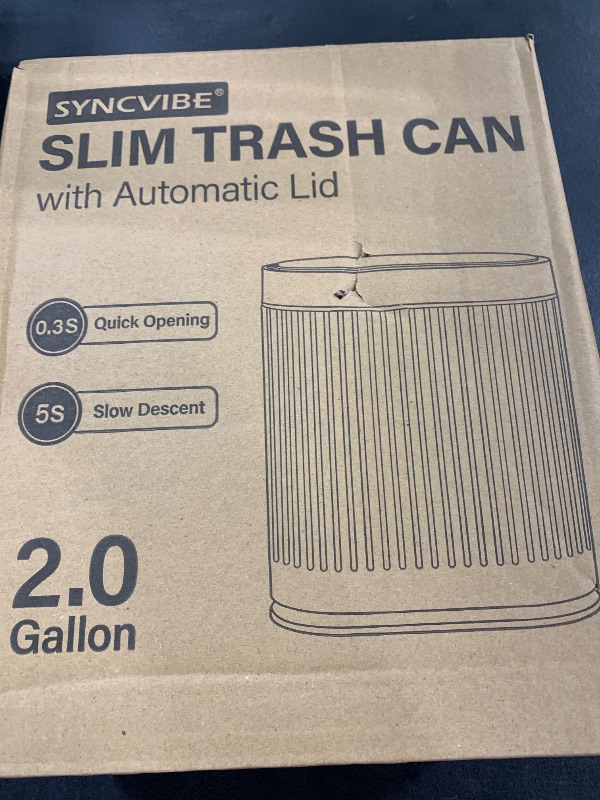 SYNCVIBE®
SLIM TRASH CAN
with Automatic Lid
0.3S Quick Opening
5S Slow Descent
2.0
Gallon